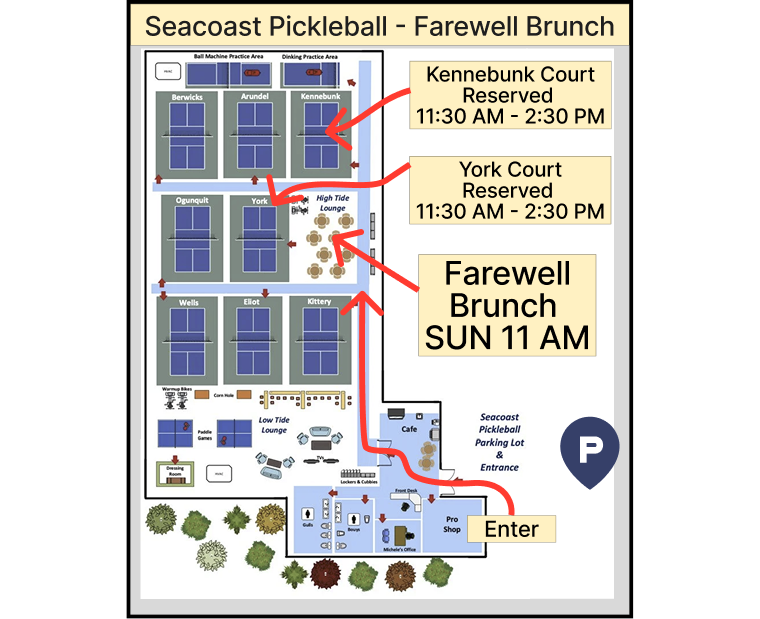 Seacoast Pickleball - Farewell Brunch
Ball Machine Practice Area
Dinking Practice Area
HVAC
Berwicks
Arundel
Kennebunk
Kennebunk Court
Reserved
11:30 AM - 2:30 PM
York Court
Reserved
11:30 AM - 2:30 PM
Ogunquit
York
High Tide
Lounge
Farewell
Brunch
SUN 11 AM
Wells
Eliot
Kittery
Warmup Bikes
Corn Hole
Paddle
Games
Low Tide
Lounge
Cafe
Seacoast
Pickleball
Parking Lot
&
Entrance
P
Dressing
Room
HVAC
TVs
Lockers & Cubbies
Front Desk
Gulls
Buoys
Michele's Office
Pro
Shop
Enter